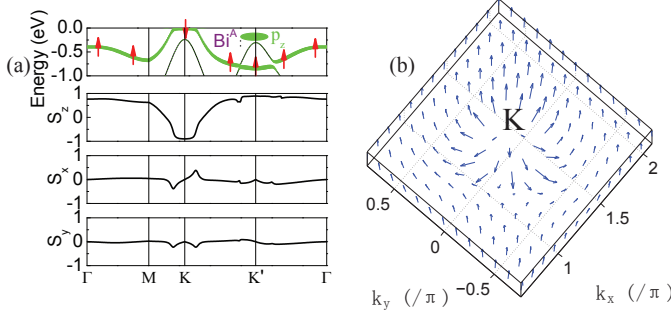 (a)
Energy (eV)
0.0
-0.5
-1.0
Bi^A : p_z
S_z
1
0
-1
S_x
1
0
-1
S_y
1
0
-1
Γ M K K' Γ
(b)
K
0.5
0
-0.5
k_y (/π)
1
1.5
2
k_x (/π)